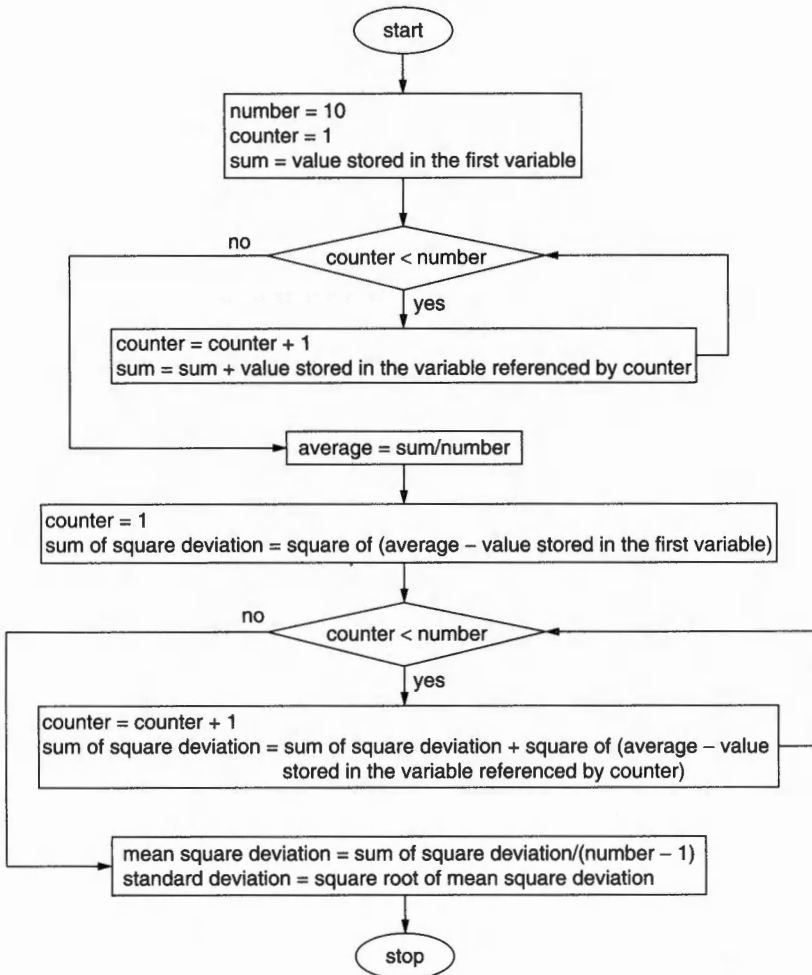 start
number = 10
counter = 1
sum = value stored in the first variable
no
counter < number
yes
counter = counter + 1
sum = sum + value stored in the variable referenced by counter
average = sum/number
counter = 1
sum of square deviation = square of (average – value stored in the first variable)
no
counter < number
yes
counter = counter + 1
sum of square deviation = sum of square deviation + square of (average – value
stored in the variable referenced by counter)
mean square deviation = sum of square deviation/(number – 1)
standard deviation = square root of mean square deviation
stop